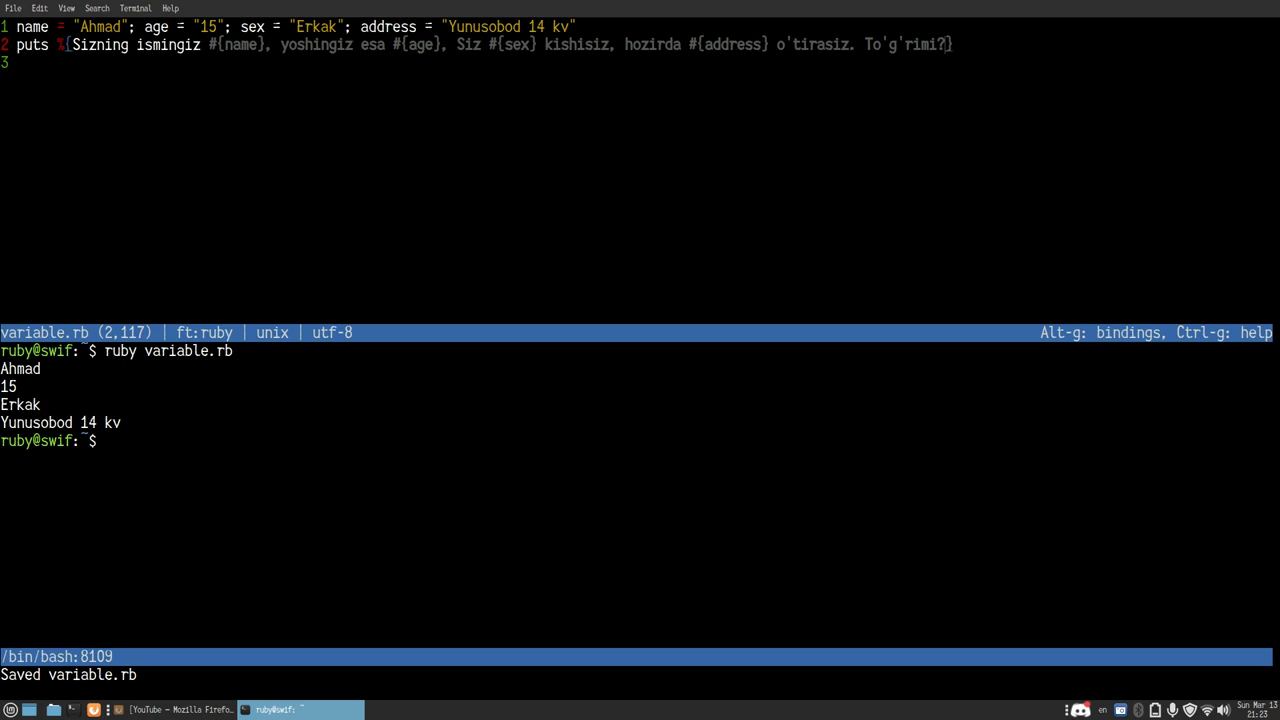 File Edit View Search Terminal Help
1 name = "Ahmad"; age = "15"; sex = "Erkak"; address = "Yunusobod 14 kv"
2 puts %{Sizning ismingiz #{name}, yoshingiz esa #{age}, Siz #{sex} kishisiz, hozirda #{address} o'tirasiz. To'g'rimi?}
3
variable.rb (2,117) | ft:ruby | unix | utf-8 Alt-g: bindings, Ctrl-g: help
ruby@swif:~$ ruby variable.rb
Ahmad
15
Erkak
Yunusobod 14 kv
ruby@swif:~$
/bin/bash:8109
Saved variable.rb
[YouTube – Mozilla Firefo... ruby@swif: ~ en Sun Mar 13
21:23